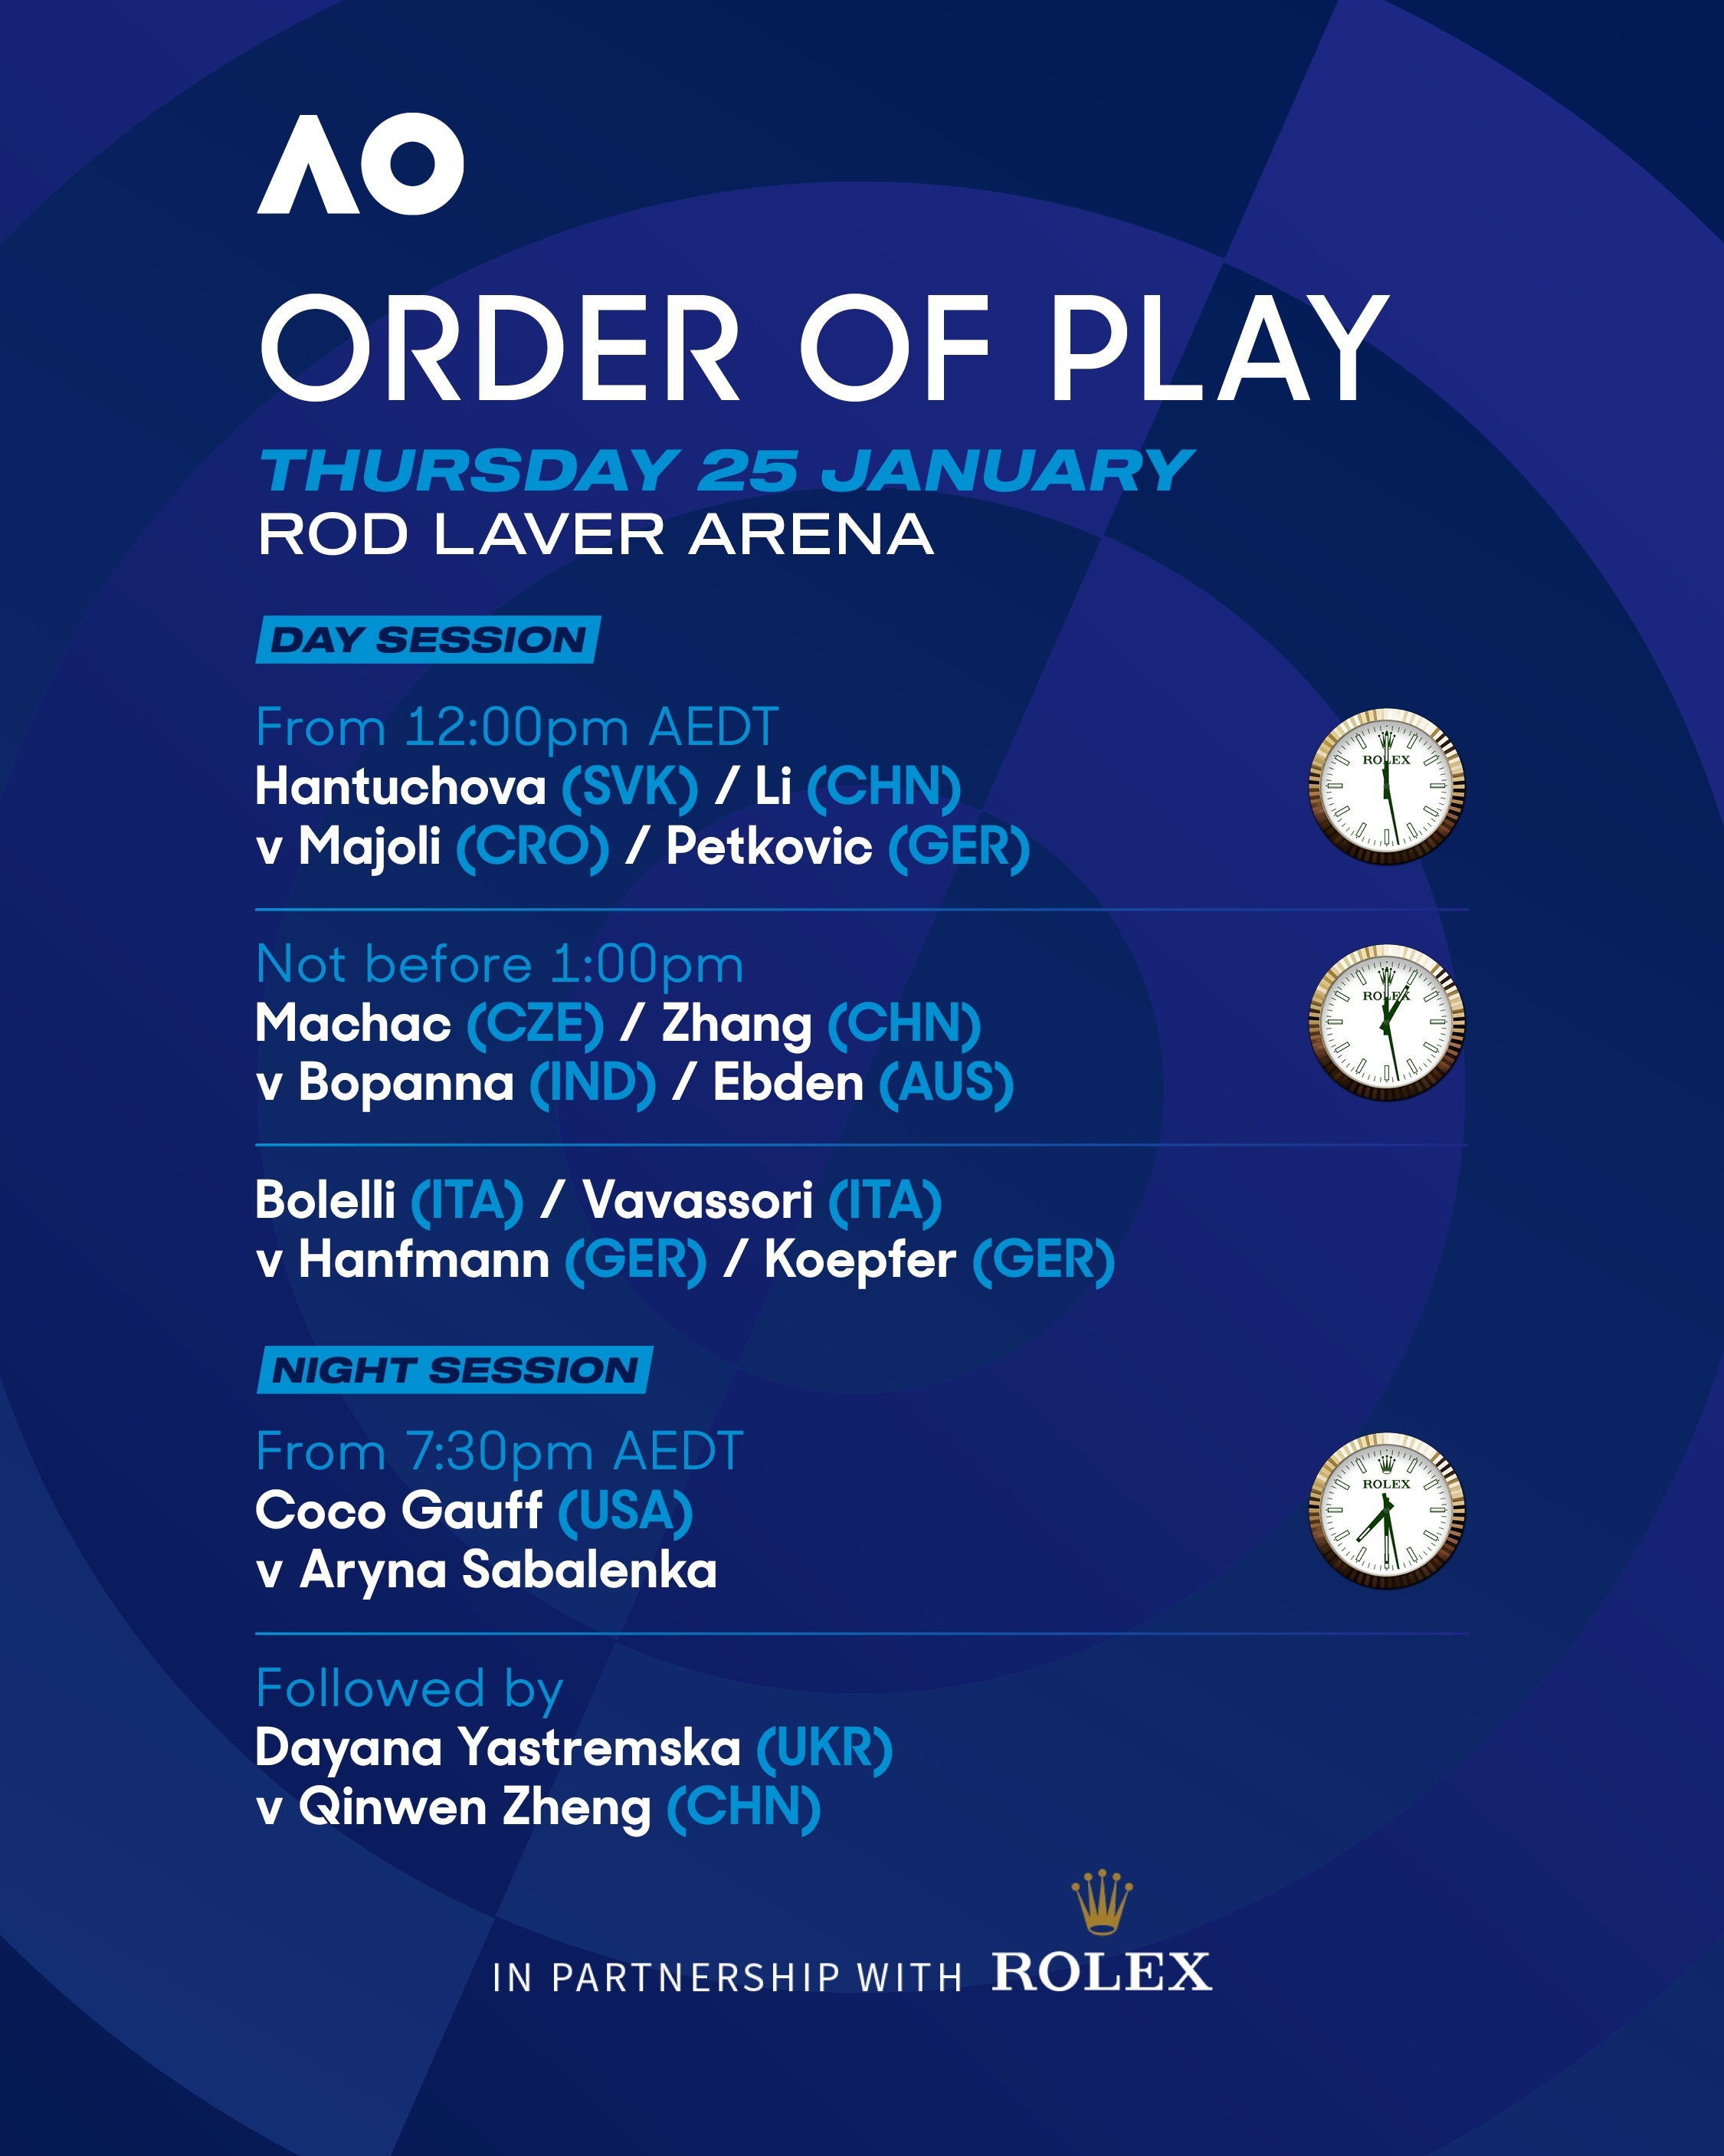 AO
ORDER OF PLAY
THURSDAY 25 JANUARY
ROD LAVER ARENA
DAY SESSION
From 12:00pm AEDT
Hantuchova (SVK) / Li (CHN)
v Majoli (CRO) / Petkovic (GER)
ROLEX
Not before 1:00pm
Machac (CZE) / Zhang (CHN)
v Bopanna (IND) / Ebden (AUS)
ROLEX
Bolelli (ITA) / Vavassori (ITA)
v Hanfmann (GER) / Koepfer (GER)
NIGHT SESSION
From 7:30pm AEDT
Coco Gauff (USA)
v Aryna Sabalenka
ROLEX
Followed by
Dayana Yastremska (UKR)
v Qinwen Zheng (CHN)
IN PARTNERSHIP WITH ROLEX